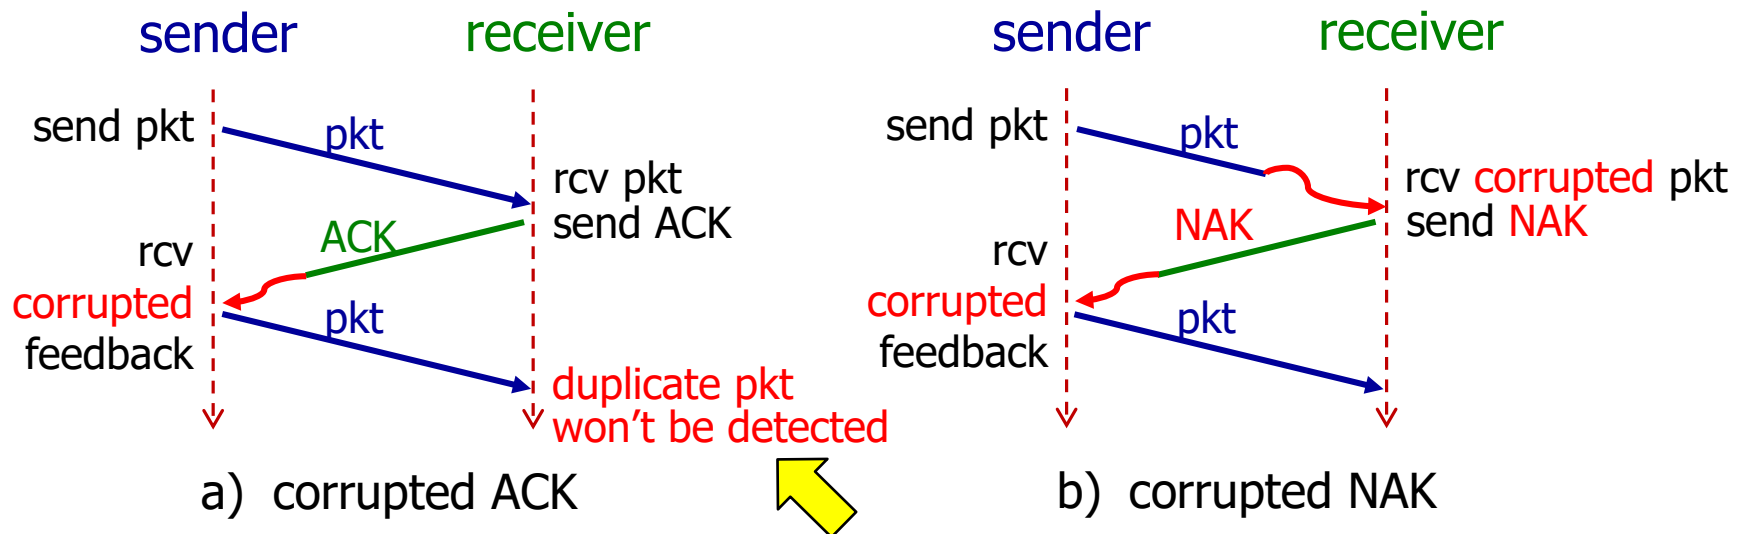 sender
receiver
send pkt
pkt
rcv pkt
send ACK
ACK
rcv
corrupted
feedback
pkt
duplicate pkt
won't be detected
a) corrupted ACK
sender
receiver
send pkt
pkt
rcv corrupted pkt
send NAK
NAK
rcv
corrupted
feedback
pkt
b) corrupted NAK